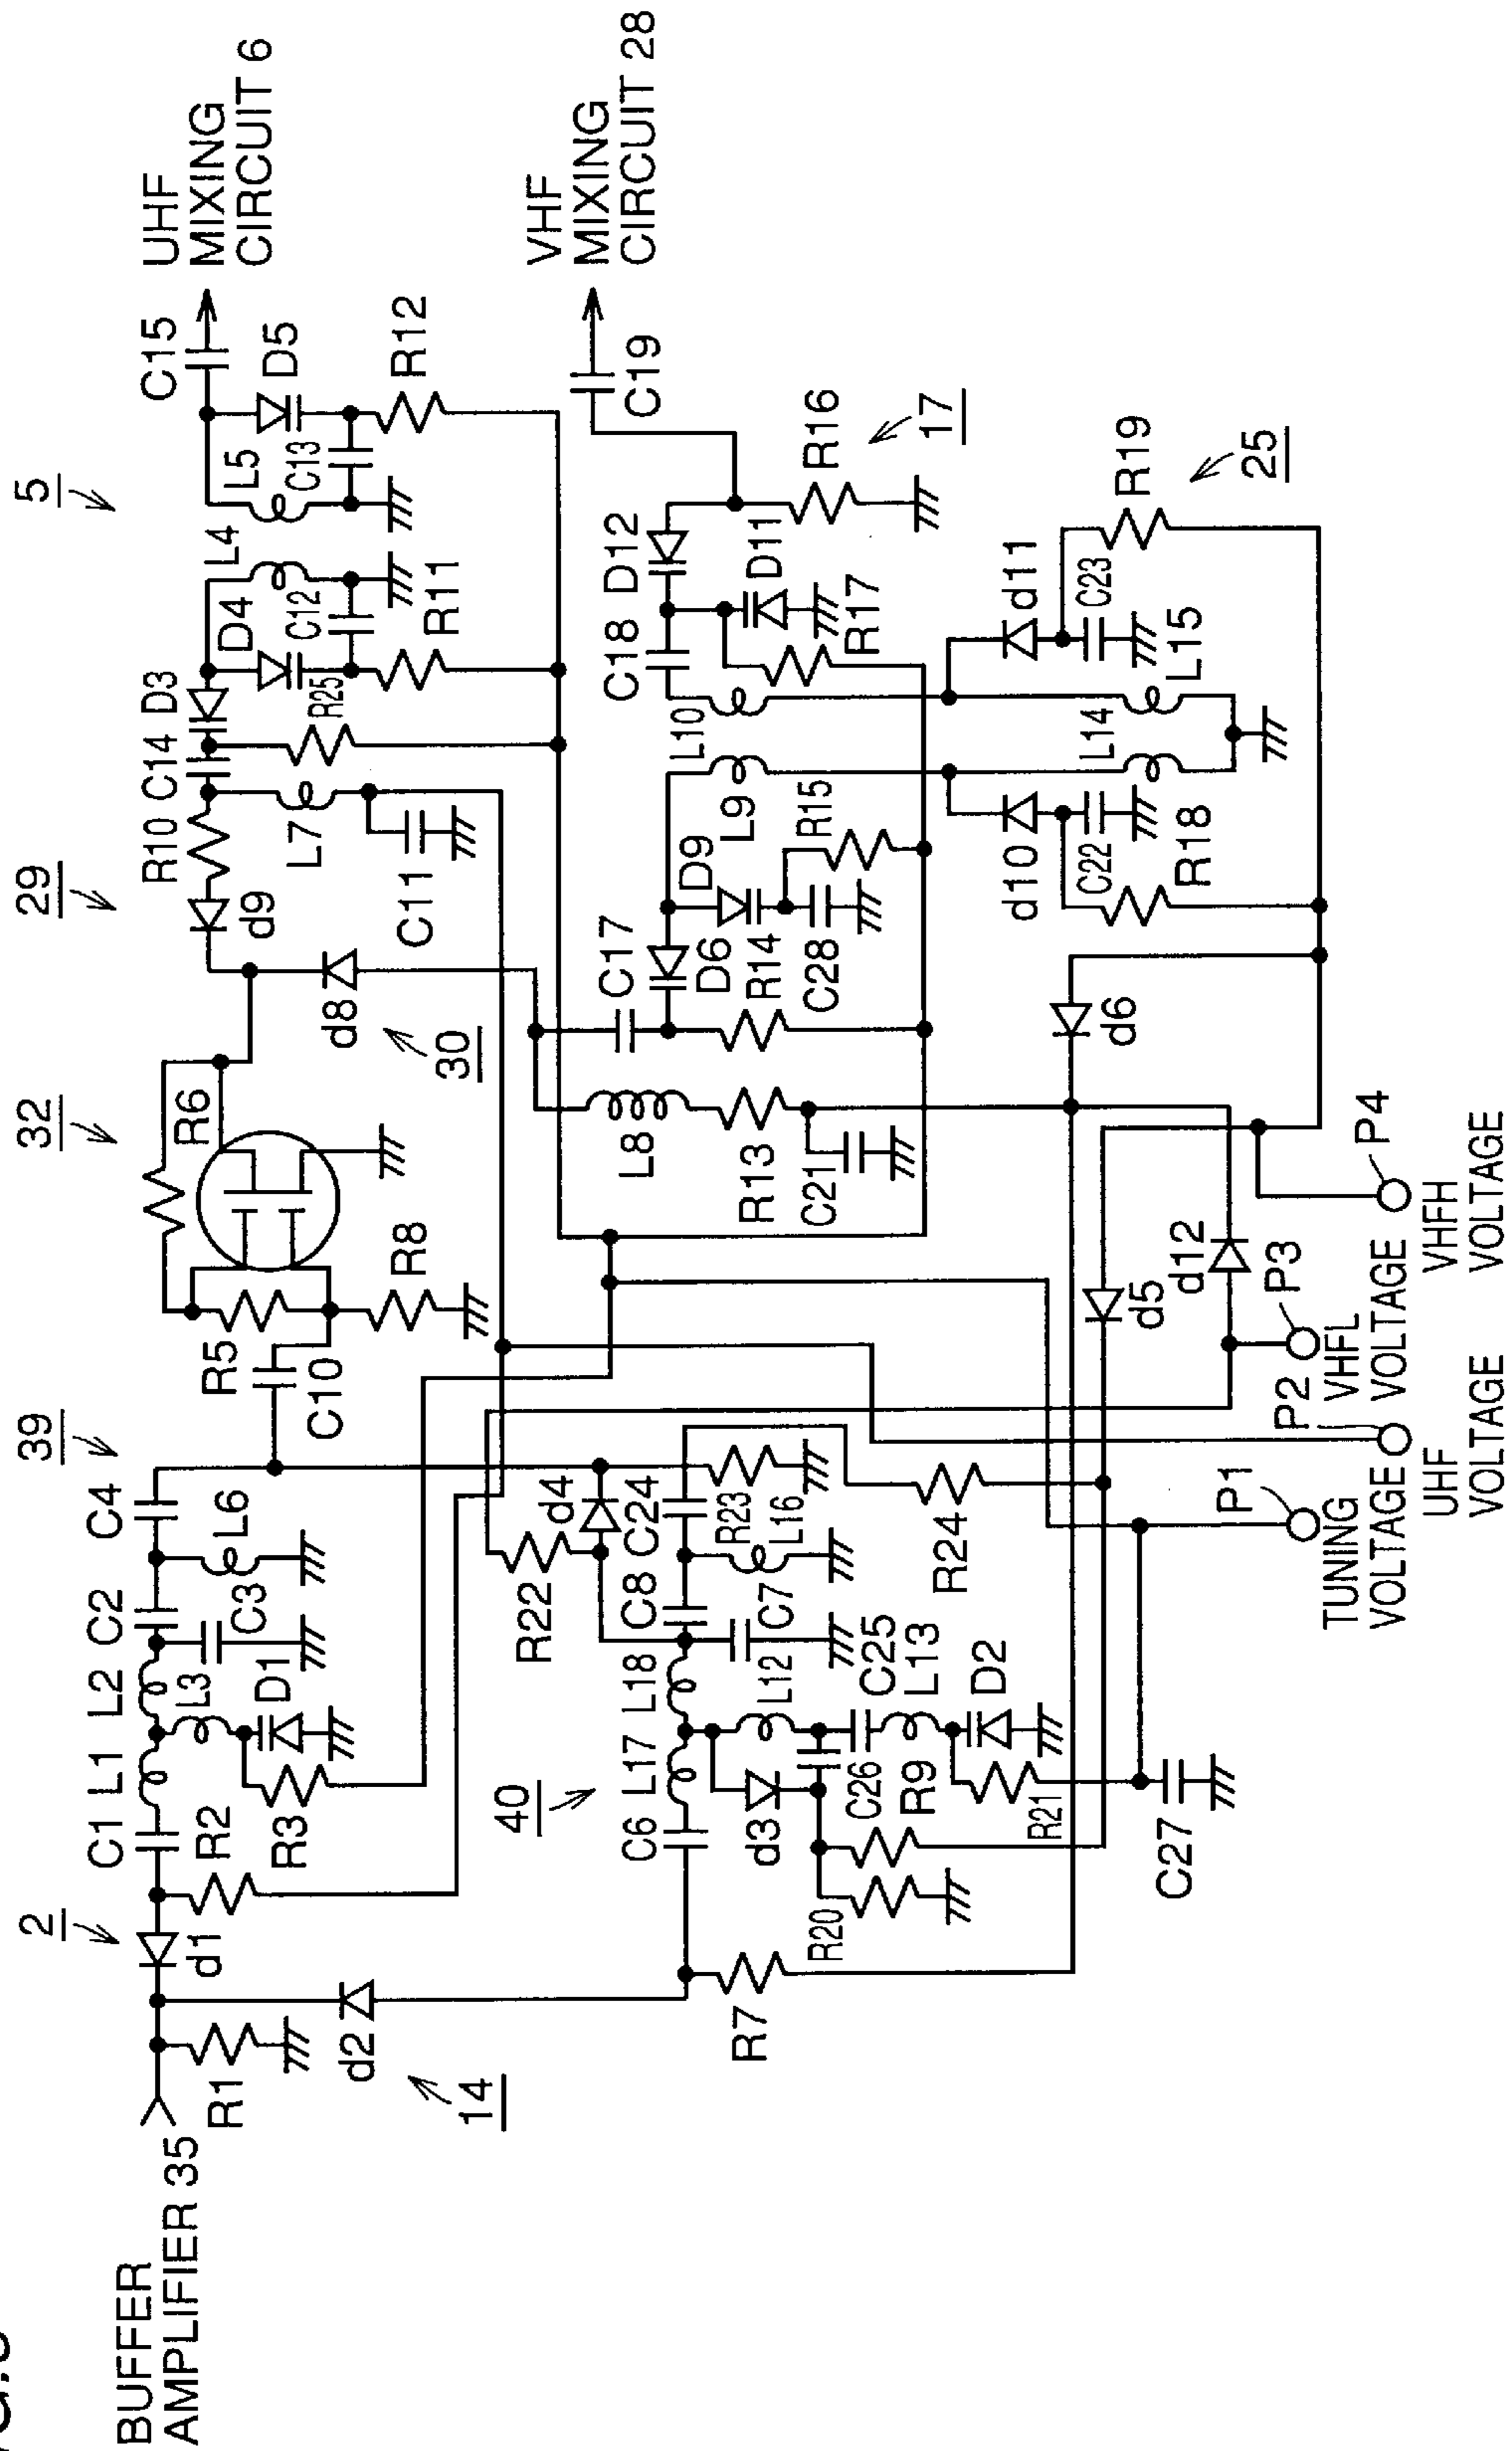 BUFFER
AMPLIFIER 35
R1
2
d1
R2
C1
L1
L2
L3
R3
D1
C2
C3
L6
C4
39
C10
R5
R8
R6
32
d8
30
d9
29
R10
C14
D3
L7
C11
R25
D4
C12
L4
R11
5
L5
C13
D5
R12
C15
UHF
MIXING
CIRCUIT 6
d2
14
R7
40
C6
L17
L18
d3
L12
C26
C25
L13
D2
R20
R9
R21
C27
R22
d4
C8
C7
C24
R23
L16
R24
L8
R13
C21
C17
D6
R14
C28
D9
R15
L9
L10
C18
D12
D11
R17
R16
17
C19
VHF
MIXING
CIRCUIT 28
d10
C22
R18
L14
L15
d11
C23
R19
25
d6
d5
d12
P1
TUNING
VOLTAGE
P2
UHF
VOLTAGE
P3
VHFL
VOLTAGE
P4
VHFH
VOLTAGE